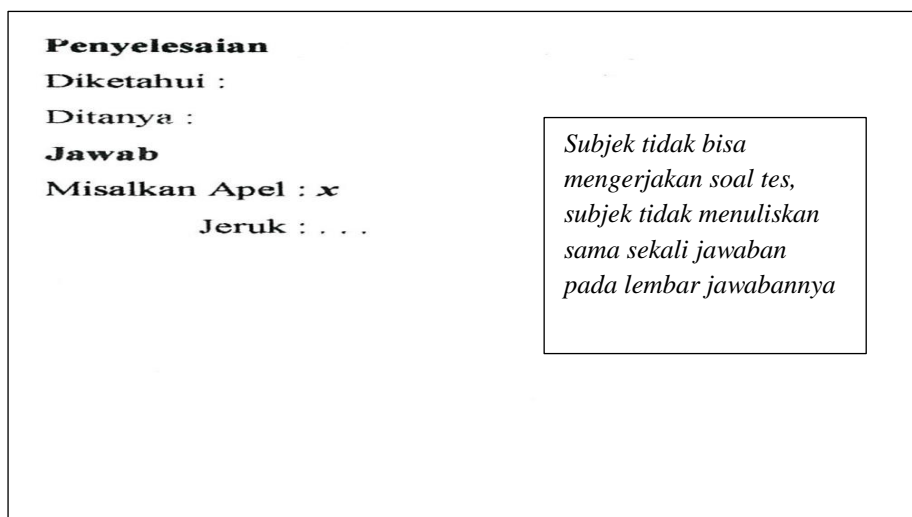 Penyelesaian
Diketahui :
Ditanya :
Jawab
Misalkan Apel : x
Jeruk : . . .
Subjek tidak bisa
mengerjakan soal tes,
subjek tidak menuliskan
sama sekali jawaban
pada lembar jawabannya